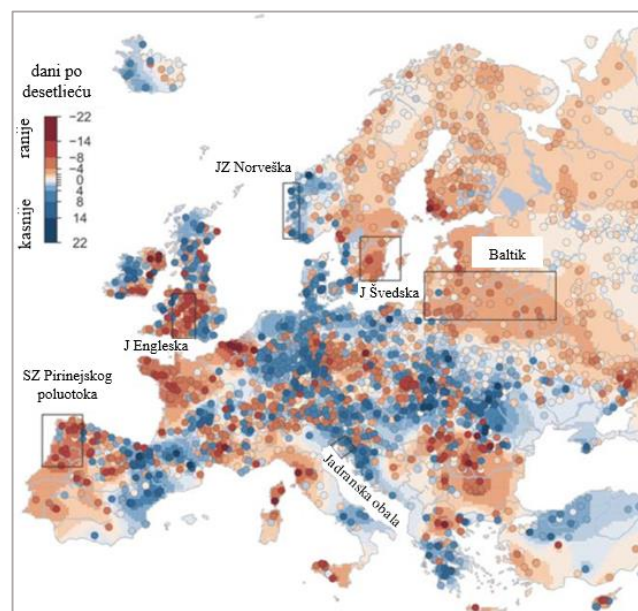 dani po
desetlieću
ranije
kasnije
−22
−14
−8
−4
0
4
8
14
22
JZ Norveška
Baltik
J Švedska
J Engleska
SZ Pirinejskog
poluotoka
Jadranska obala